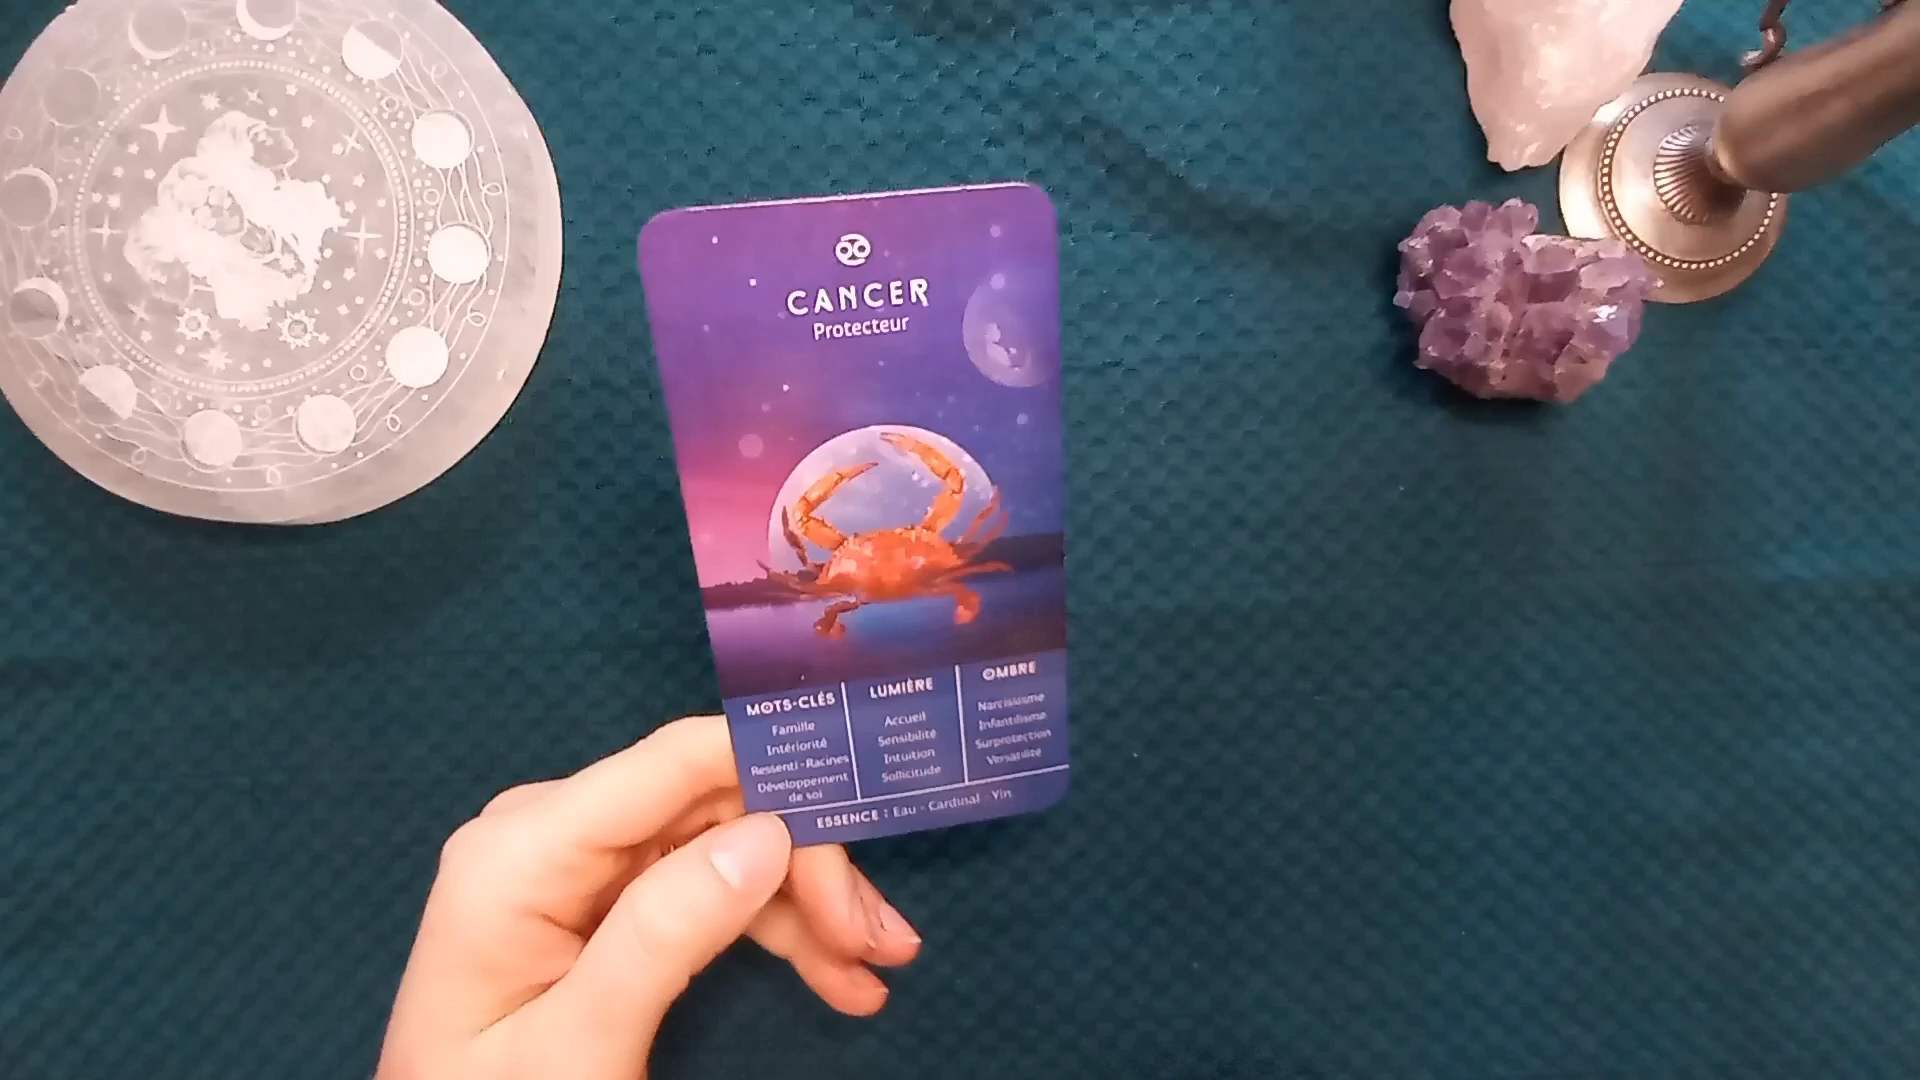 CANCER
Protecteur
MOTS-CLÉS
Famille
Intériorité
Ressenti - Racines
Développement
de soi
LUMIÈRE
Accueil
Sensibilité
Intuition
Sollicitude
OMBRE
Narcissisme
Infantilisme
Surprotection
Versatilité
ESSENCE : Eau - Cardinal - Yin